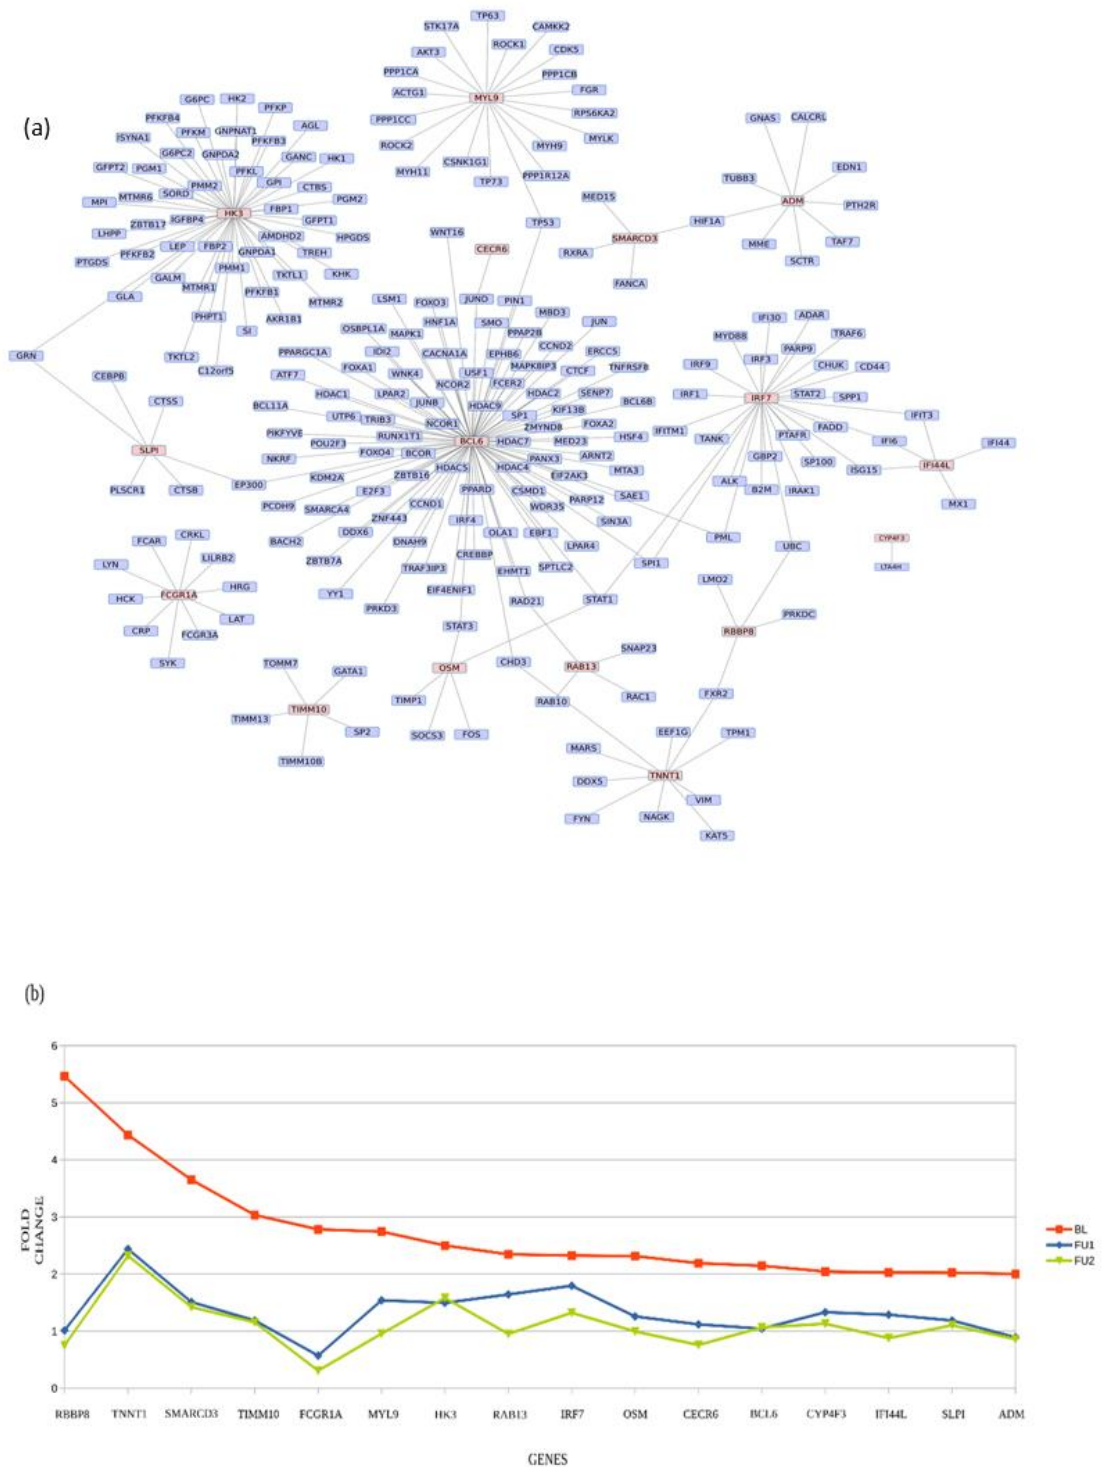 (a)
TP63
STK17A CAMKK2
ROCK1
AKT3 CDK5
PPP1CA PPP1CB
ACTG1 MYL9 FGR
PPP1CC RPS6KA2
ROCK2 MYH9 MYLK
MYH11 CSNK1G1 PPP1R12A
TP73
TP53
G6PC HK2 PFKP
PFKFB4 PFKM GNPNAT1 AGL
ISYNA1 PFKFB3
G6PC2 GNPDA2 GANC HK1
GFPT2 PGM1 PFKL
PMM2 GPI CTBS
MPI MTMR6 SORD PGM2
HK3 FBP1
ZBTB17 IGFBP4 GFPT1
LHPP AMDHD2 HPGDS
LEP FBP2 GNPDA1 TREH
PTGDS PFKFB2 PMM1 TKTL1 KHK
GALM MTMR1 PFKFB1
GLA MTMR2
PHPT1 AKR1B1
SI
GRN TKTL2 C12orf5
GNAS CALCRL
TUBB3 EDN1
ADM PTH2R
MME TAF7
SCTR
MED15
HIF1A
SMARCD3
RXRA
FANCA
WNT16 CECR6
LSM1 FOXO3 JUND PIN1
MBD3
OSBPL1A HNF1A SMO JUN
MAPK1 PPAP2B
PPARGC1A IDI2 CACNA1A EPHB6 CCND2
ERCC5
FOXA1 WNK4 USF1 MAPK8IP3
ATF7 CTCF TNFRSF8
NCOR2 FCER2
HDAC1 LPAR2 HDAC2 SENP7
BCL11A JUNB HDAC9 KIF13B BCL6B
UTP6 TRIB3 NCOR1 SP1
ZMYND8 FOXA2
PIKFYVE RUNX1T1 BCL6 HDAC7 MED23 HSF4
POU2F3
NKRF FOXO4 BCOR PANX3 ARNT2
HDAC5 HDAC4 MTA3
KDM2A ZBTB16 EIF2AK3
PCDH9 E2F3 PPARD CSMD1 SAE1
SMARCA4 CCND1 WDR35 PARP12
ZNF443 IRF4 SIN3A
BACH2 DDX6 OLA1 EBF1
DNAH9 LPAR4
ZBTB7A CREBBP SPI1
TRAF3IP3 EHMT1 SPTLC2
YY1 EIF4ENIF1
PRKD3 RAD21 STAT1
STAT3
CEBPB
CTSS
SLPI
PLSCR1 CTSB EP300
IFI30 ADAR
MYD88 TRAF6
PARP9
IRF9 IRF3 CHUK CD44
IRF1 IRF7 STAT2 SPP1
IFITM1 FADD IFIT3
TANK PTAFR IFI6 IFI44
GBP2 SP100 ISG15 IFI44L
ALK B2M IRAK1 MX1
PML UBC
CYP4F3
LTA4H
LMO2
PRKDC
RBBP8
FXR2
CRKL
FCAR LILRB2
LYN
FCGR1A HRG
HCK LAT
CRP FCGR3A
SYK
TOMM7 GATA1
TIMM10
TIMM13 SP2
TIMM10B
OSM CHD3
TIMP1
SOCS3 FOS
SNAP23
RAB13
RAB10 RAC1
EEF1G TPM1
MARS
DDX5 TNNT1
VIM
FYN NAGK
KAT5
(b)
6
5
4
3
2
1
0
FOLD
CHANGE
BL
FU1
FU2
RBBP8 TNNT1 SMARCD3 TIMM10 FCGR1A MYL9 HK3 RAB13 IRF7 OSM CECR6 BCL6 CYP4F3 IFI44L SLPI ADM
GENES